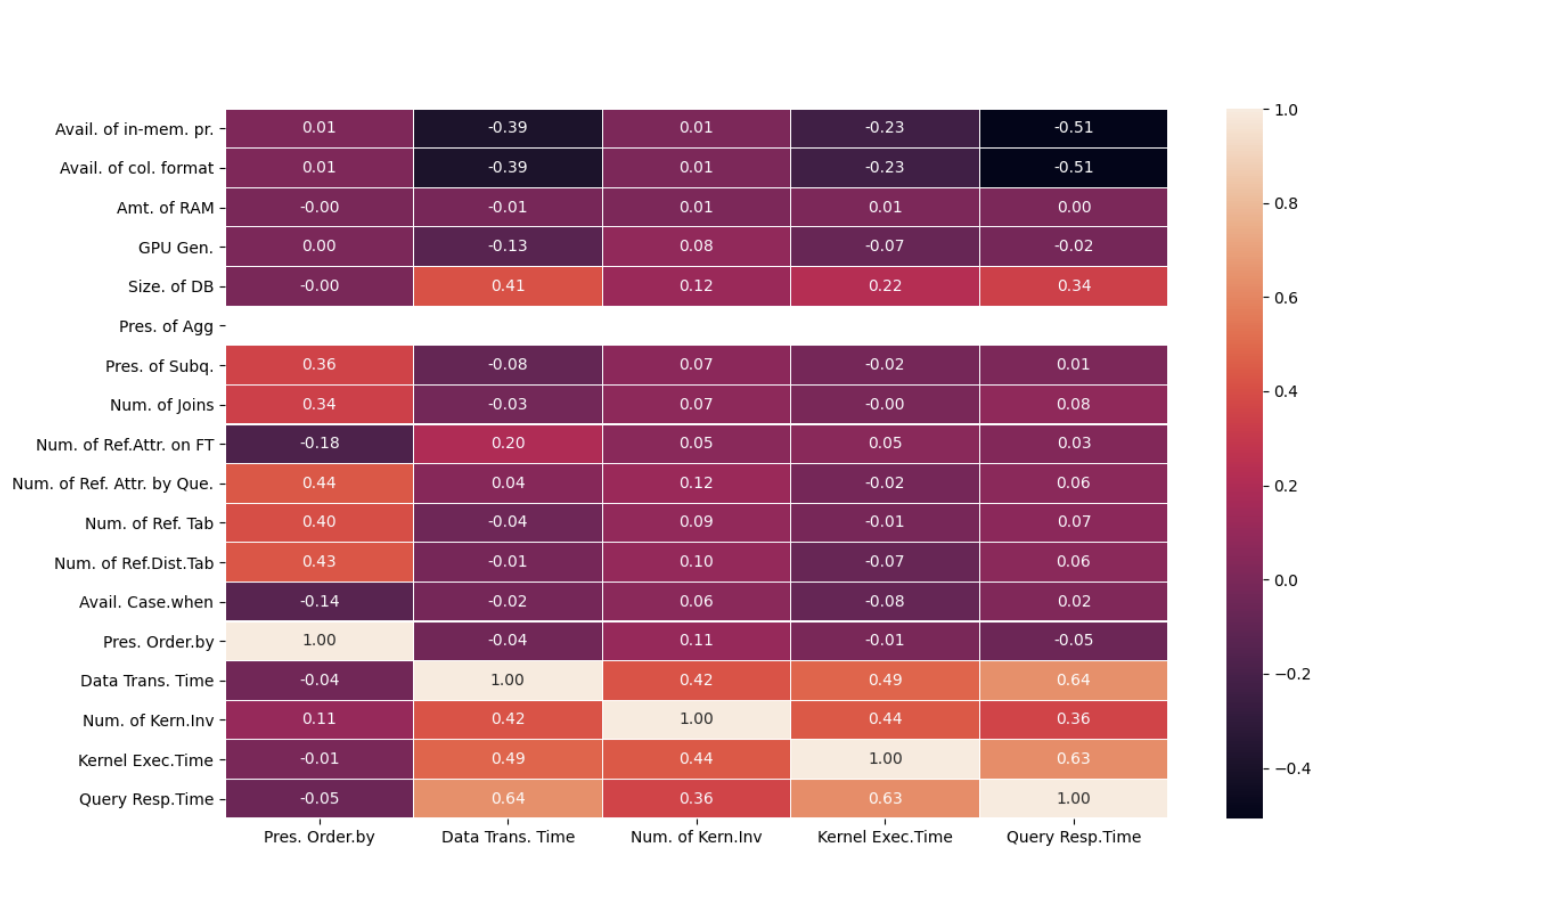 Avail. of in-mem. pr. 0.01 -0.39 0.01 -0.23 -0.51
Avail. of col. format 0.01 -0.39 0.01 -0.23 -0.51
Amt. of RAM -0.00 -0.01 0.01 0.01 0.00
GPU Gen. 0.00 -0.13 0.08 -0.07 -0.02
Size. of DB -0.00 0.41 0.12 0.22 0.34
Pres. of Agg
Pres. of Subq. 0.36 -0.08 0.07 -0.02 0.01
Num. of Joins 0.34 -0.03 0.07 -0.00 0.08
Num. of Ref.Attr. on FT -0.18 0.20 0.05 0.05 0.03
Num. of Ref. Attr. by Que. 0.44 0.04 0.12 -0.02 0.06
Num. of Ref. Tab 0.40 -0.04 0.09 -0.01 0.07
Num. of Ref.Dist.Tab 0.43 -0.01 0.10 -0.07 0.06
Avail. Case.when -0.14 -0.02 0.06 -0.08 0.02
Pres. Order.by 1.00 -0.04 0.11 -0.01 -0.05
Data Trans. Time -0.04 1.00 0.42 0.49 0.64
Num. of Kern.Inv 0.11 0.42 1.00 0.44 0.36
Kernel Exec.Time -0.01 0.49 0.44 1.00 0.63
Query Resp.Time -0.05 0.64 0.36 0.63 1.00
Pres. Order.by Data Trans. Time Num. of Kern.Inv Kernel Exec.Time Query Resp.Time
1.0
0.8
0.6
0.4
0.2
0.0
−0.2
−0.4